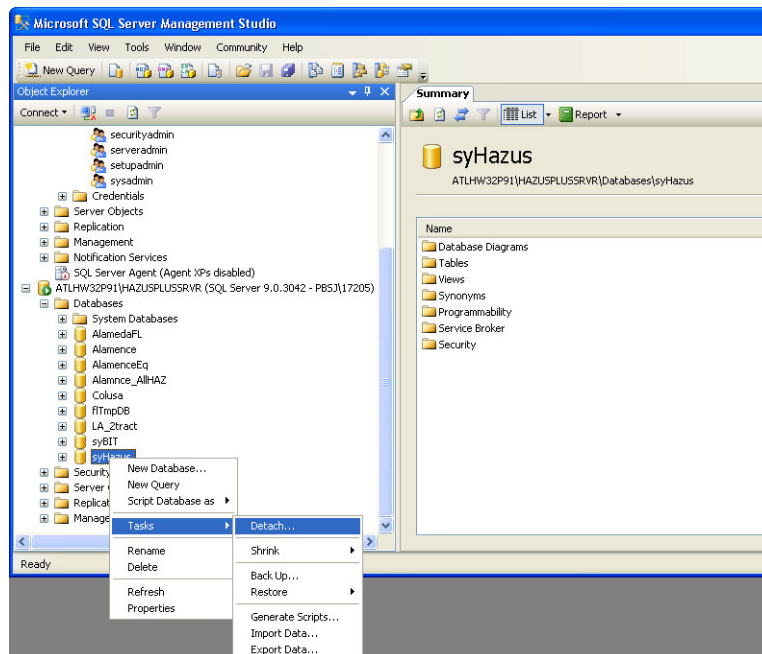 Microsoft SQL Server Management Studio
File Edit View Tools Window Community Help
New Query
Object Explorer
Connect
securityadmin
serveradmin
setupadmin
sysadmin
Credentials
Server Objects
Replication
Management
Notification Services
SQL Server Agent (Agent XPs disabled)
ATLHW32P91\HAZUSPLUSSRVR (SQL Server 9.0.3042 - PBSJ\17205)
Databases
System Databases
AlamedaFL
Alamence
AlamenceEq
Alamnce_AllHAZ
Colusa
flTmpDB
LA_2tract
syBIT
syHazus
Security
Server
Replicat
Manage
New Database...
New Query
Script Database as
Tasks
Rename
Delete
Refresh
Properties
Detach...
Shrink
Back Up...
Restore
Generate Scripts...
Import Data...
Export Data...
Summary
List Report
syHazus
ATLHW32P91\HAZUSPLUSSRVR\Databases\syHazus
Name
Database Diagrams
Tables
Views
Synonyms
Programmability
Service Broker
Security
Ready